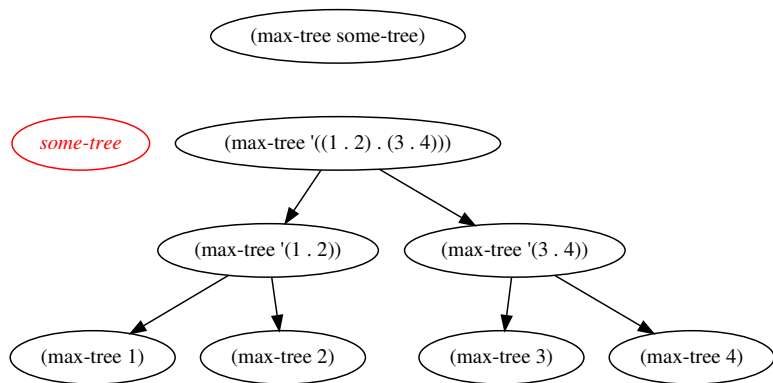 (max-tree some-tree)
some-tree
(max-tree '((1 . 2) . (3 . 4)))
(max-tree '(1 . 2))
(max-tree '(3 . 4))
(max-tree 1)
(max-tree 2)
(max-tree 3)
(max-tree 4)